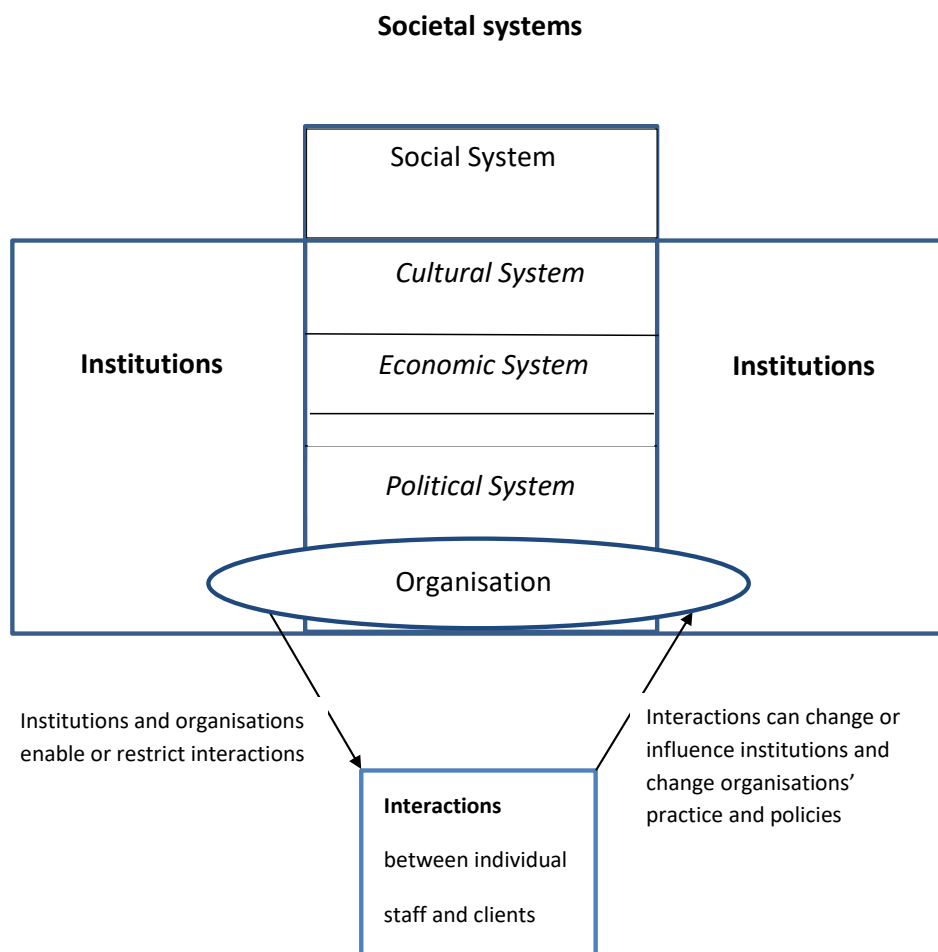 Societal systems
Social System
Cultural System
Institutions
Economic System
Institutions
Political System
Organisation
Institutions and organisations
enable or restrict interactions
Interactions can change or
influence institutions and
change organisations’
practice and policies
Interactions
between individual
staff and clients